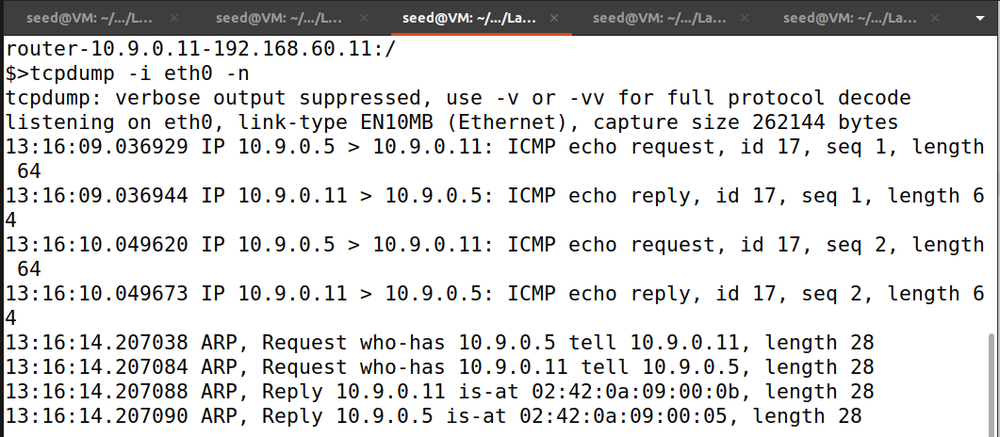 seed@VM: ~/.../L... × seed@VM: ~/.../L... × seed@VM: ~/.../La... × seed@VM: ~/.../La... × seed@VM: ~/.../La... ×
router-10.9.0.11-192.168.60.11:/
$>tcpdump -i eth0 -n
tcpdump: verbose output suppressed, use -v or -vv for full protocol decode
listening on eth0, link-type EN10MB (Ethernet), capture size 262144 bytes
13:16:09.036929 IP 10.9.0.5 > 10.9.0.11: ICMP echo request, id 17, seq 1, length
 64
13:16:09.036944 IP 10.9.0.11 > 10.9.0.5: ICMP echo reply, id 17, seq 1, length 6
4
13:16:10.049620 IP 10.9.0.5 > 10.9.0.11: ICMP echo request, id 17, seq 2, length
 64
13:16:10.049673 IP 10.9.0.11 > 10.9.0.5: ICMP echo reply, id 17, seq 2, length 6
4
13:16:14.207038 ARP, Request who-has 10.9.0.5 tell 10.9.0.11, length 28
13:16:14.207084 ARP, Request who-has 10.9.0.11 tell 10.9.0.5, length 28
13:16:14.207088 ARP, Reply 10.9.0.11 is-at 02:42:0a:09:00:0b, length 28
13:16:14.207090 ARP, Reply 10.9.0.5 is-at 02:42:0a:09:00:05, length 28